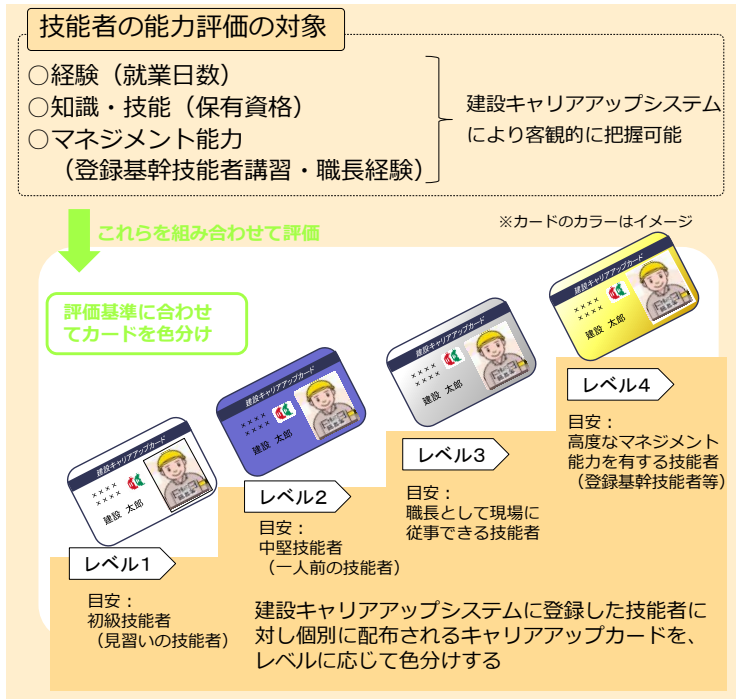 技能者の能力評価の対象
○経験（就業日数）
○知識・技能（保有資格）
○マネジメント能力
（登録基幹技能者講習・職長経験）
建設キャリアアップシステム
により客観的に把握可能
これらを組み合わせて評価
※カードのカラーはイメージ
評価基準に合わせ
てカードを色分け
建設キャリアアップカード
××××
××××
建設 太郎
レベル4
目安：
高度なマネジメント
能力を有する技能者
（登録基幹技能者等）
建設キャリアアップカード
××××
××××
建設 太郎
レベル3
目安：
職長として現場に
従事できる技能者
建設キャリアアップカード
××××
××××
建設 太郎
レベル2
目安：
中堅技能者
（一人前の技能者）
建設キャリアアップカード
××××
××××
建設 太郎
レベル1
目安：
初級技能者
（見習いの技能者）
建設キャリアアップシステムに登録した技能者に
対し個別に配布されるキャリアアップカードを、
レベルに応じて色分けする